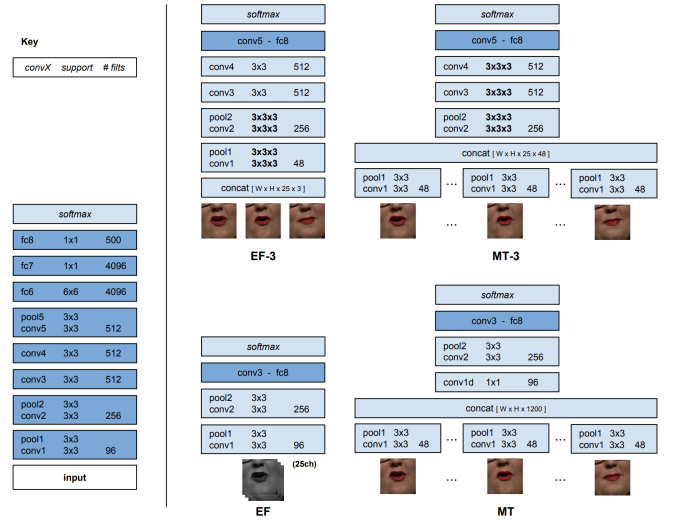 Key
convX support # filts
softmax
fc8 1x1 500
fc7 1x1 4096
fc6 6x6 4096
pool5 3x3
conv5 3x3 512
conv4 3x3 512
conv3 3x3 512
pool2 3x3
conv2 3x3 256
pool1 3x3
conv1 3x3 96
input
softmax
conv5 - fc8
conv4 3x3 512
conv3 3x3 512
pool2 3x3x3
conv2 3x3x3 256
pool1 3x3x3
conv1 3x3x3 48
concat [ W x H x 25 x 3 ]
EF-3
softmax
conv5 - fc8
conv4 3x3x3 512
conv3 3x3x3 512
pool2 3x3x3
conv2 3x3x3 256
concat [ W x H x 25 x 48 ]
pool1 3x3
conv1 3x3 48
...
pool1 3x3
conv1 3x3 48
...
pool1 3x3
conv1 3x3 48
... ...
MT-3
softmax
conv3 - fc8
pool2 3x3
conv2 3x3 256
pool1 3x3
conv1 3x3 96
(25ch)
EF
softmax
conv3 - fc8
pool2 3x3
conv2 3x3 256
conv1d 1x1 96
concat [ W x H x 1200 ]
pool1 3x3
conv1 3x3 48
...
pool1 3x3
conv1 3x3 48
...
pool1 3x3
conv1 3x3 48
... ...
MT